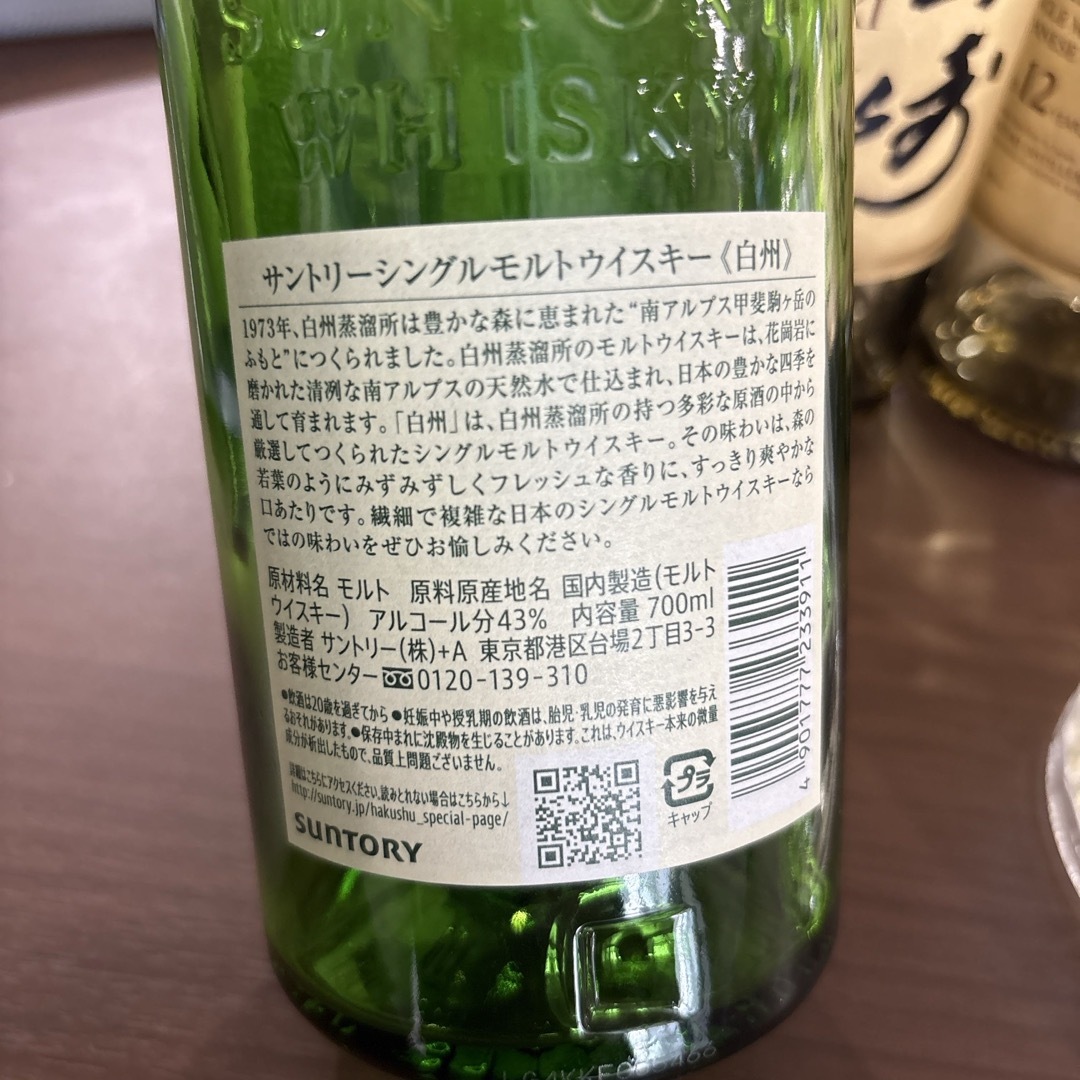 WHISKY
サントリーシングルモルトウイスキー《白州》
1973年、白州蒸溜所は豊かな森に恵まれた“南アルプス甲斐駒ヶ岳の
ふもと”につくられました。白州蒸溜所のモルトウイスキーは、花崗岩に
磨かれた清冽な南アルプスの天然水で仕込まれ、日本の豊かな四季を
通して育まれます。「白州」は、白州蒸溜所の持つ多彩な原酒の中から
厳選してつくられたシングルモルトウイスキー。その味わいは、森の
若葉のようにみずみずしくフレッシュな香りに、すっきり爽やかな
口あたりです。繊細で複雑な日本のシングルモルトウイスキーなら
ではの味わいをぜひお愉しみください。
原材料名 モルト 原料原産地名 国内製造(モルト
ウイスキー) アルコール分43% 内容量 700ml
製造者 サントリー(株)+A 東京都港区台場2丁目3-3
お客様センター 0120-139-310
●飲酒は20歳を過ぎてから ●妊娠中や授乳期の飲酒は、胎児・乳児の発育に悪影響を与え
るおそれがあります。●保存中まれに沈殿物を生じることがあります。これは、ウイスキー本来の微量
成分が析出したもので、品質上問題ございません。
詳細はこちらにアクセスください。読みとれない場合はこちらから↓
http://suntory.jp/hakushu_special-page/
SUNTORY
プラ
キャップ
4 901777 233911
12